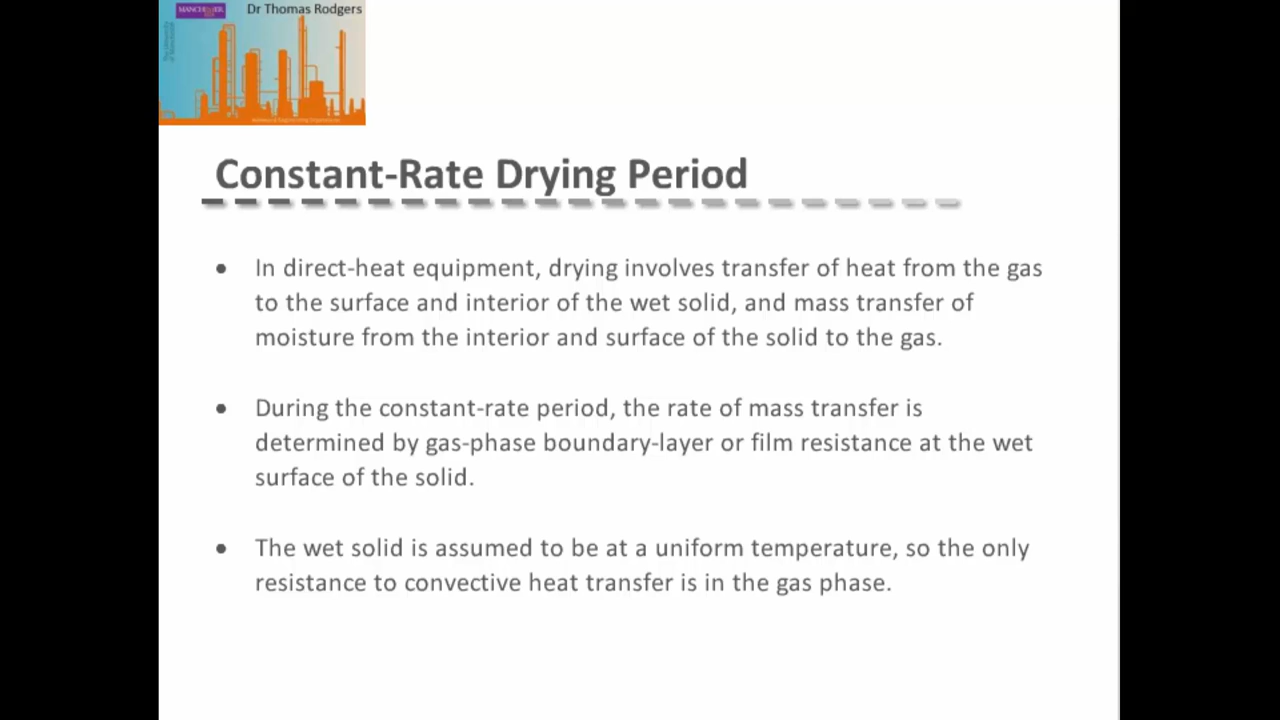 MANCHESTER
Dr Thomas Rodgers
Constant-Rate Drying Period
• In direct-heat equipment, drying involves transfer of heat from the gas
to the surface and interior of the wet solid, and mass transfer of
moisture from the interior and surface of the solid to the gas.
• During the constant-rate period, the rate of mass transfer is
determined by gas-phase boundary-layer or film resistance at the wet
surface of the solid.
• The wet solid is assumed to be at a uniform temperature, so the only
resistance to convective heat transfer is in the gas phase.